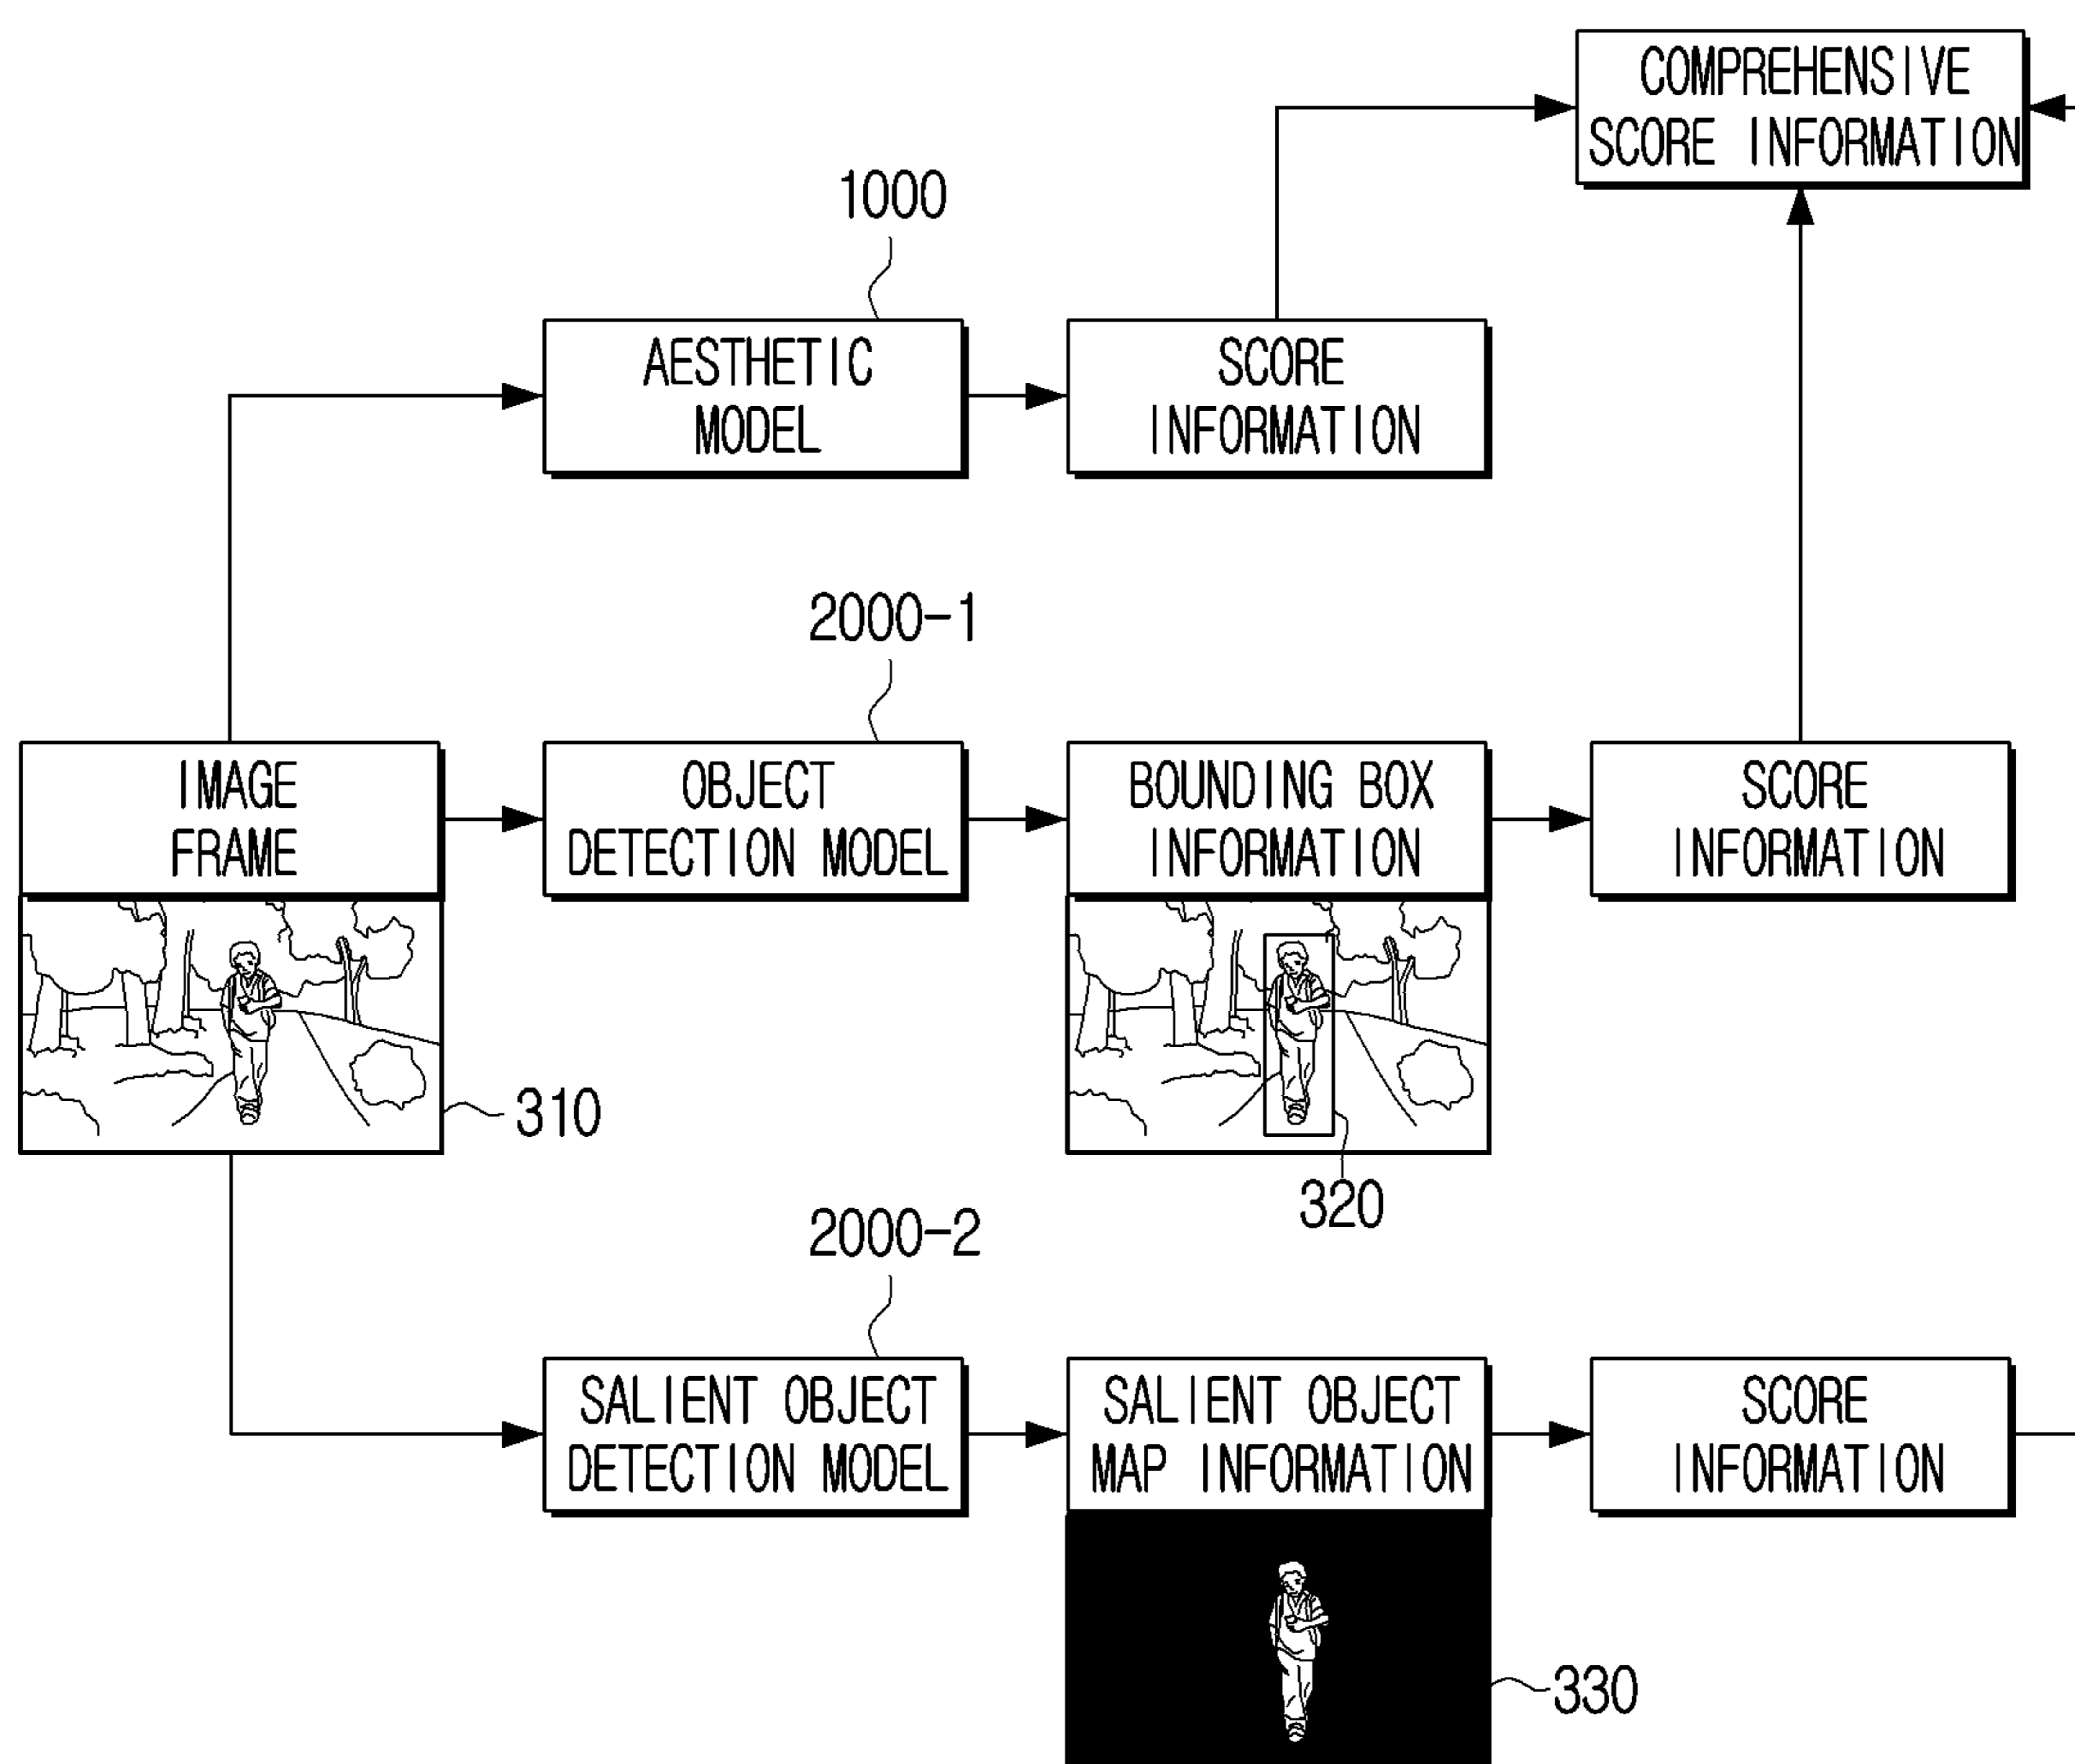 COMPREHENSIVE
SCORE INFORMATION
1000
AESTHETIC
MODEL
SCORE
INFORMATION
2000-1
IMAGE
FRAME
OBJECT
DETECTION MODEL
BOUNDING BOX
INFORMATION
SCORE
INFORMATION
310
320
2000-2
SALIENT OBJECT
DETECTION MODEL
SALIENT OBJECT
MAP INFORMATION
SCORE
INFORMATION
330